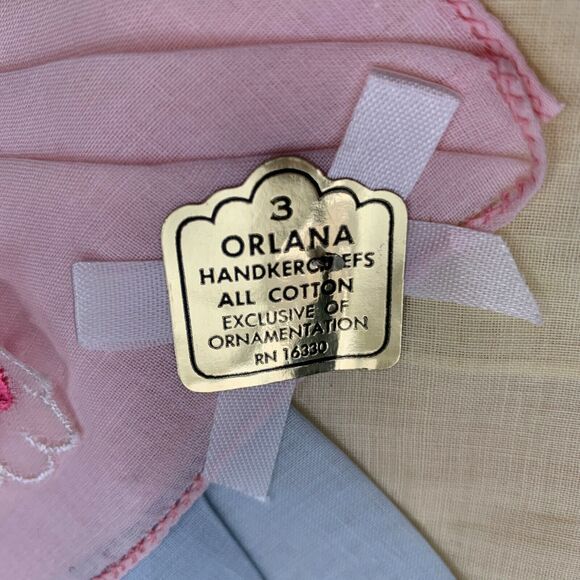 3
ORLANA
HANDKERCHIEFS
ALL COTTON
EXCLUSIVE OF
ORNAMENTATION
RN 16330